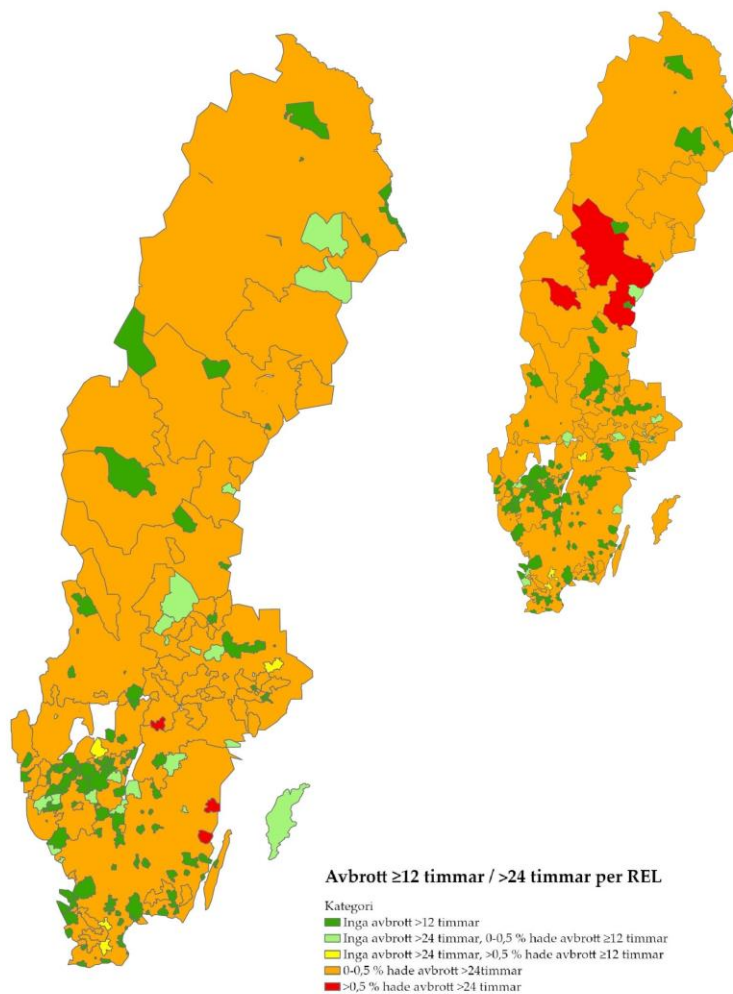 Avbrott ≥12 timmar / >24 timmar per REL
Kategori
Inga avbrott >12 timmar
Inga avbrott >24 timmar, 0-0,5 % hade avbrott ≥12 timmar
Inga avbrott >24 timmar, >0,5 % hade avbrott ≥12 timmar
0-0,5 % hade avbrott >24timmar
>0,5 % hade avbrott >24 timmar